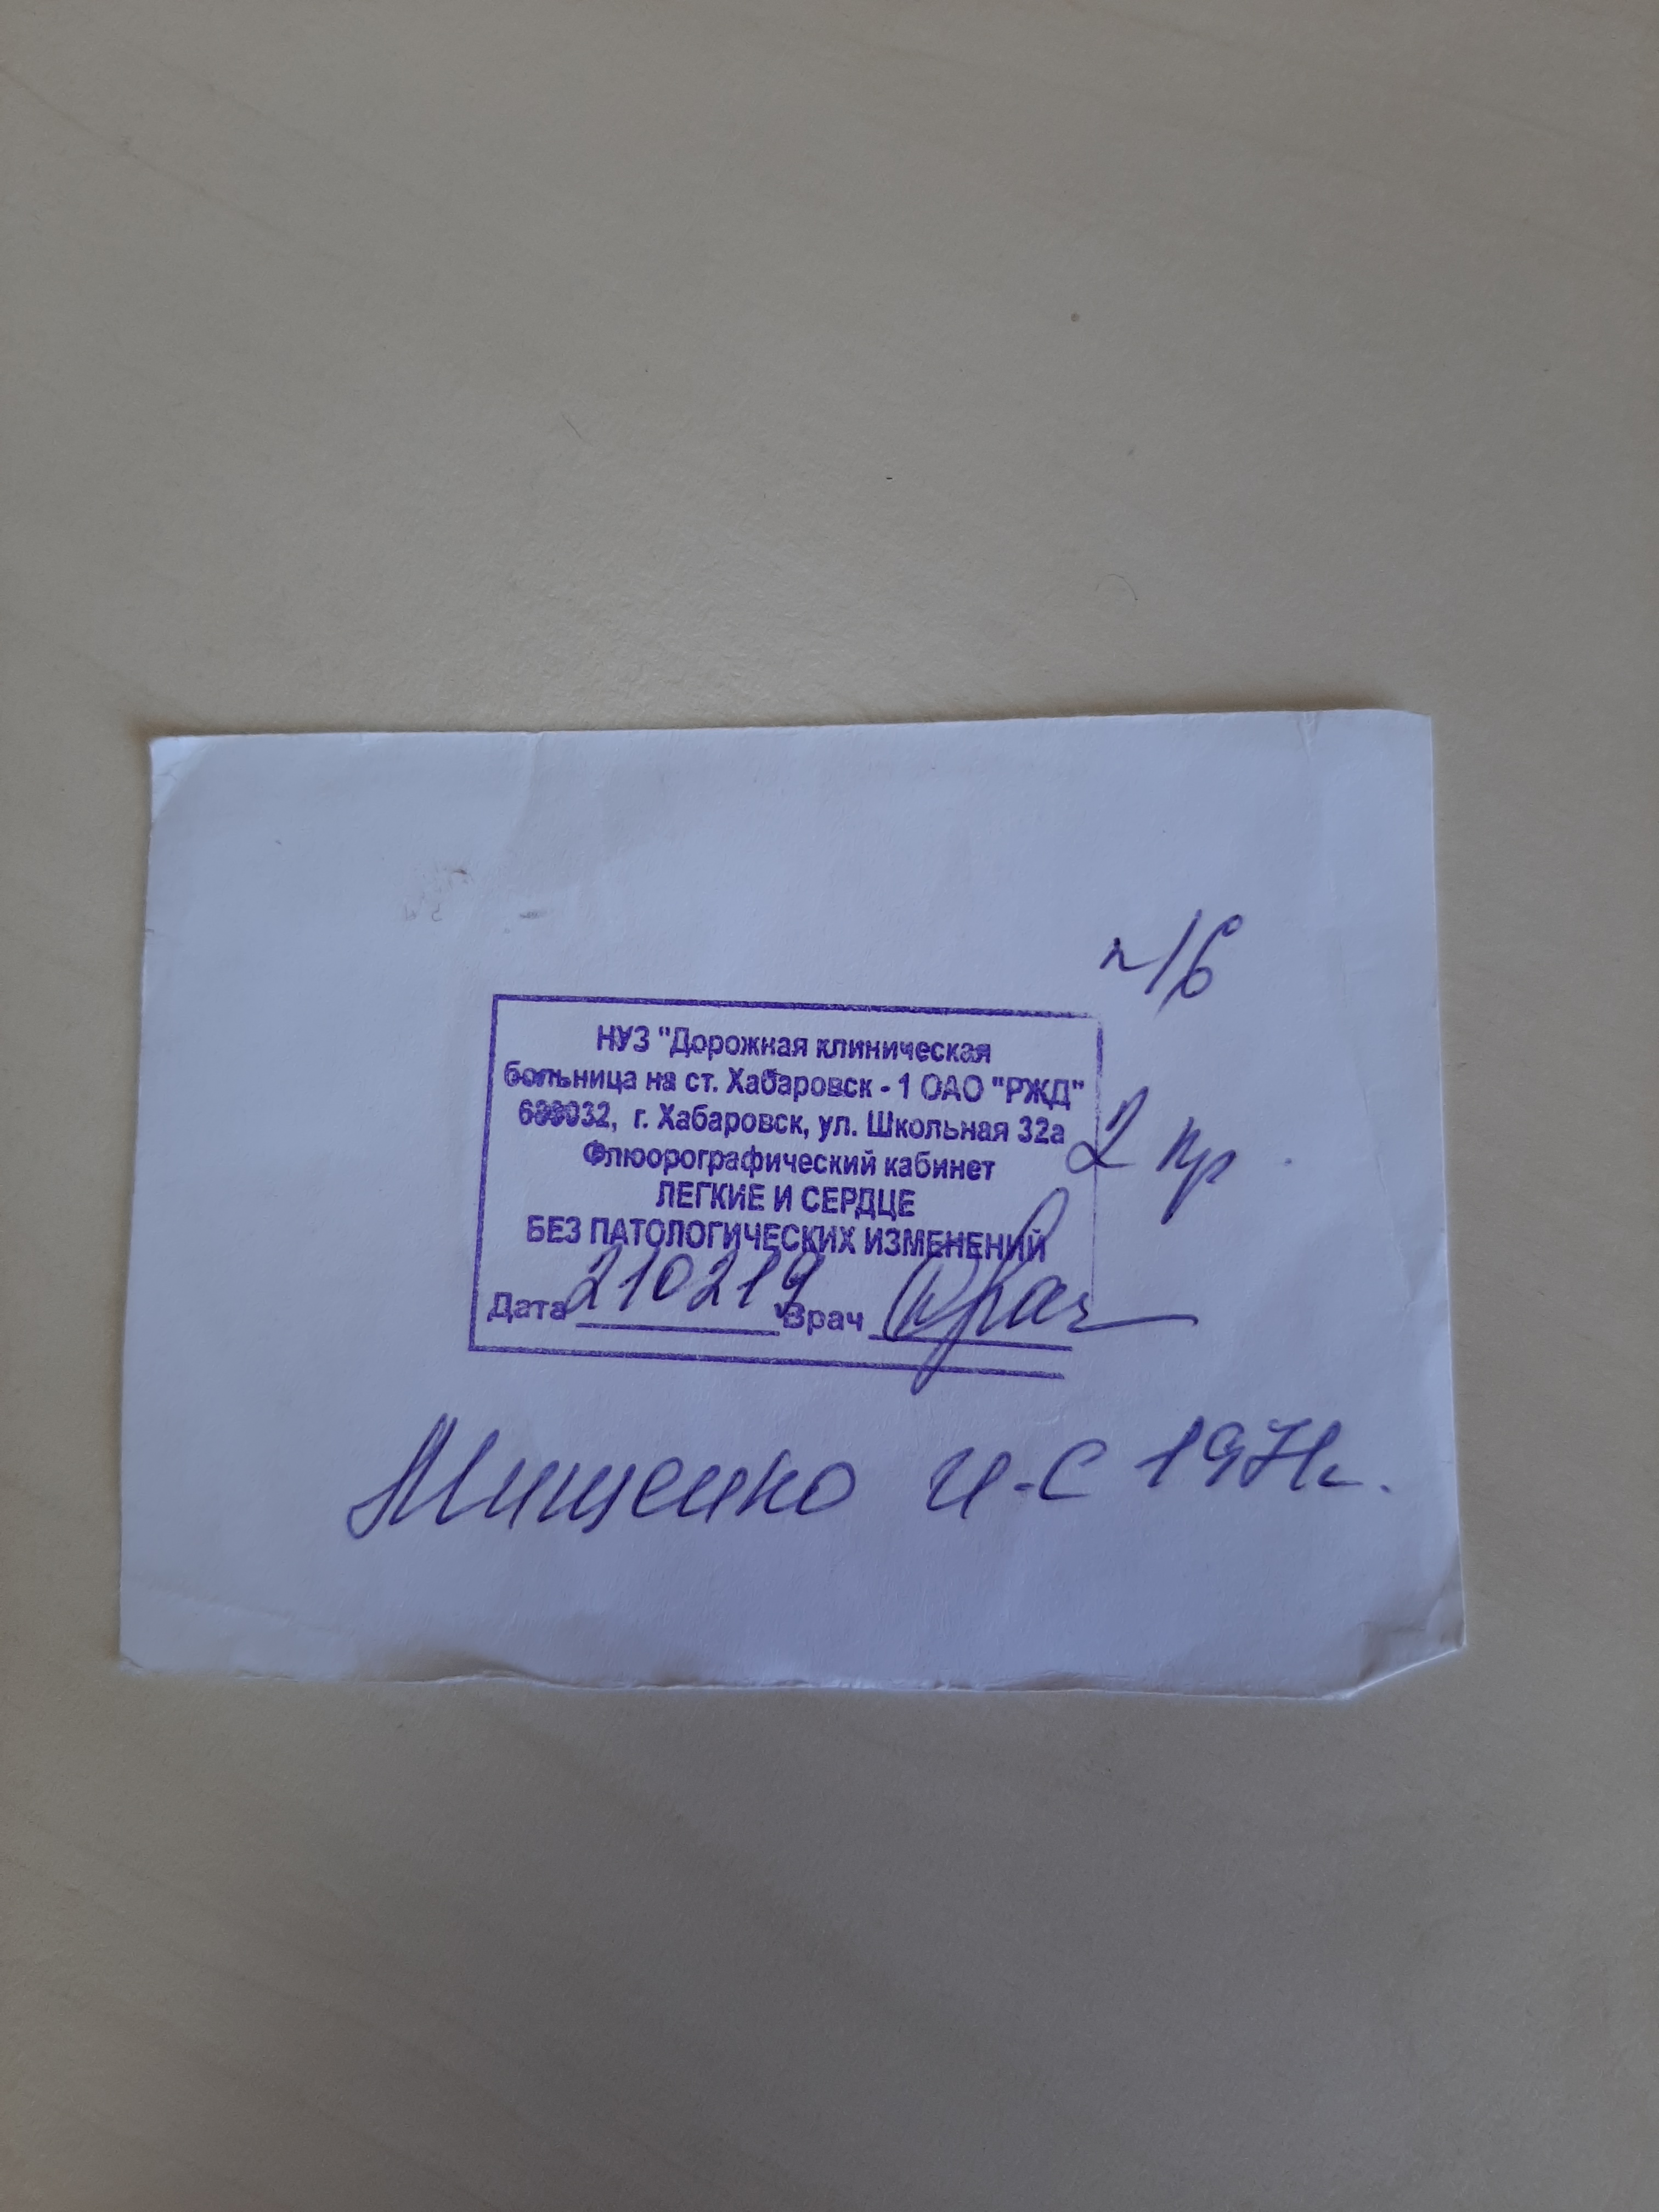 п/б
НУЗ "Дорожная клиническая
больница на ст. Хабаровск - 1 ОАО "РЖД"
г. Хабаровск, ул. Школьная 32а
2 пр.
Флюорографический кабинет
ЛЕГКИЕ И СЕРДЦЕ
БЕЗ ПАТОЛОГИЧЕСКИХ ИЗМЕНЕНИЙ
Дата 210219 Врач
Мищенко И-С 1971г.